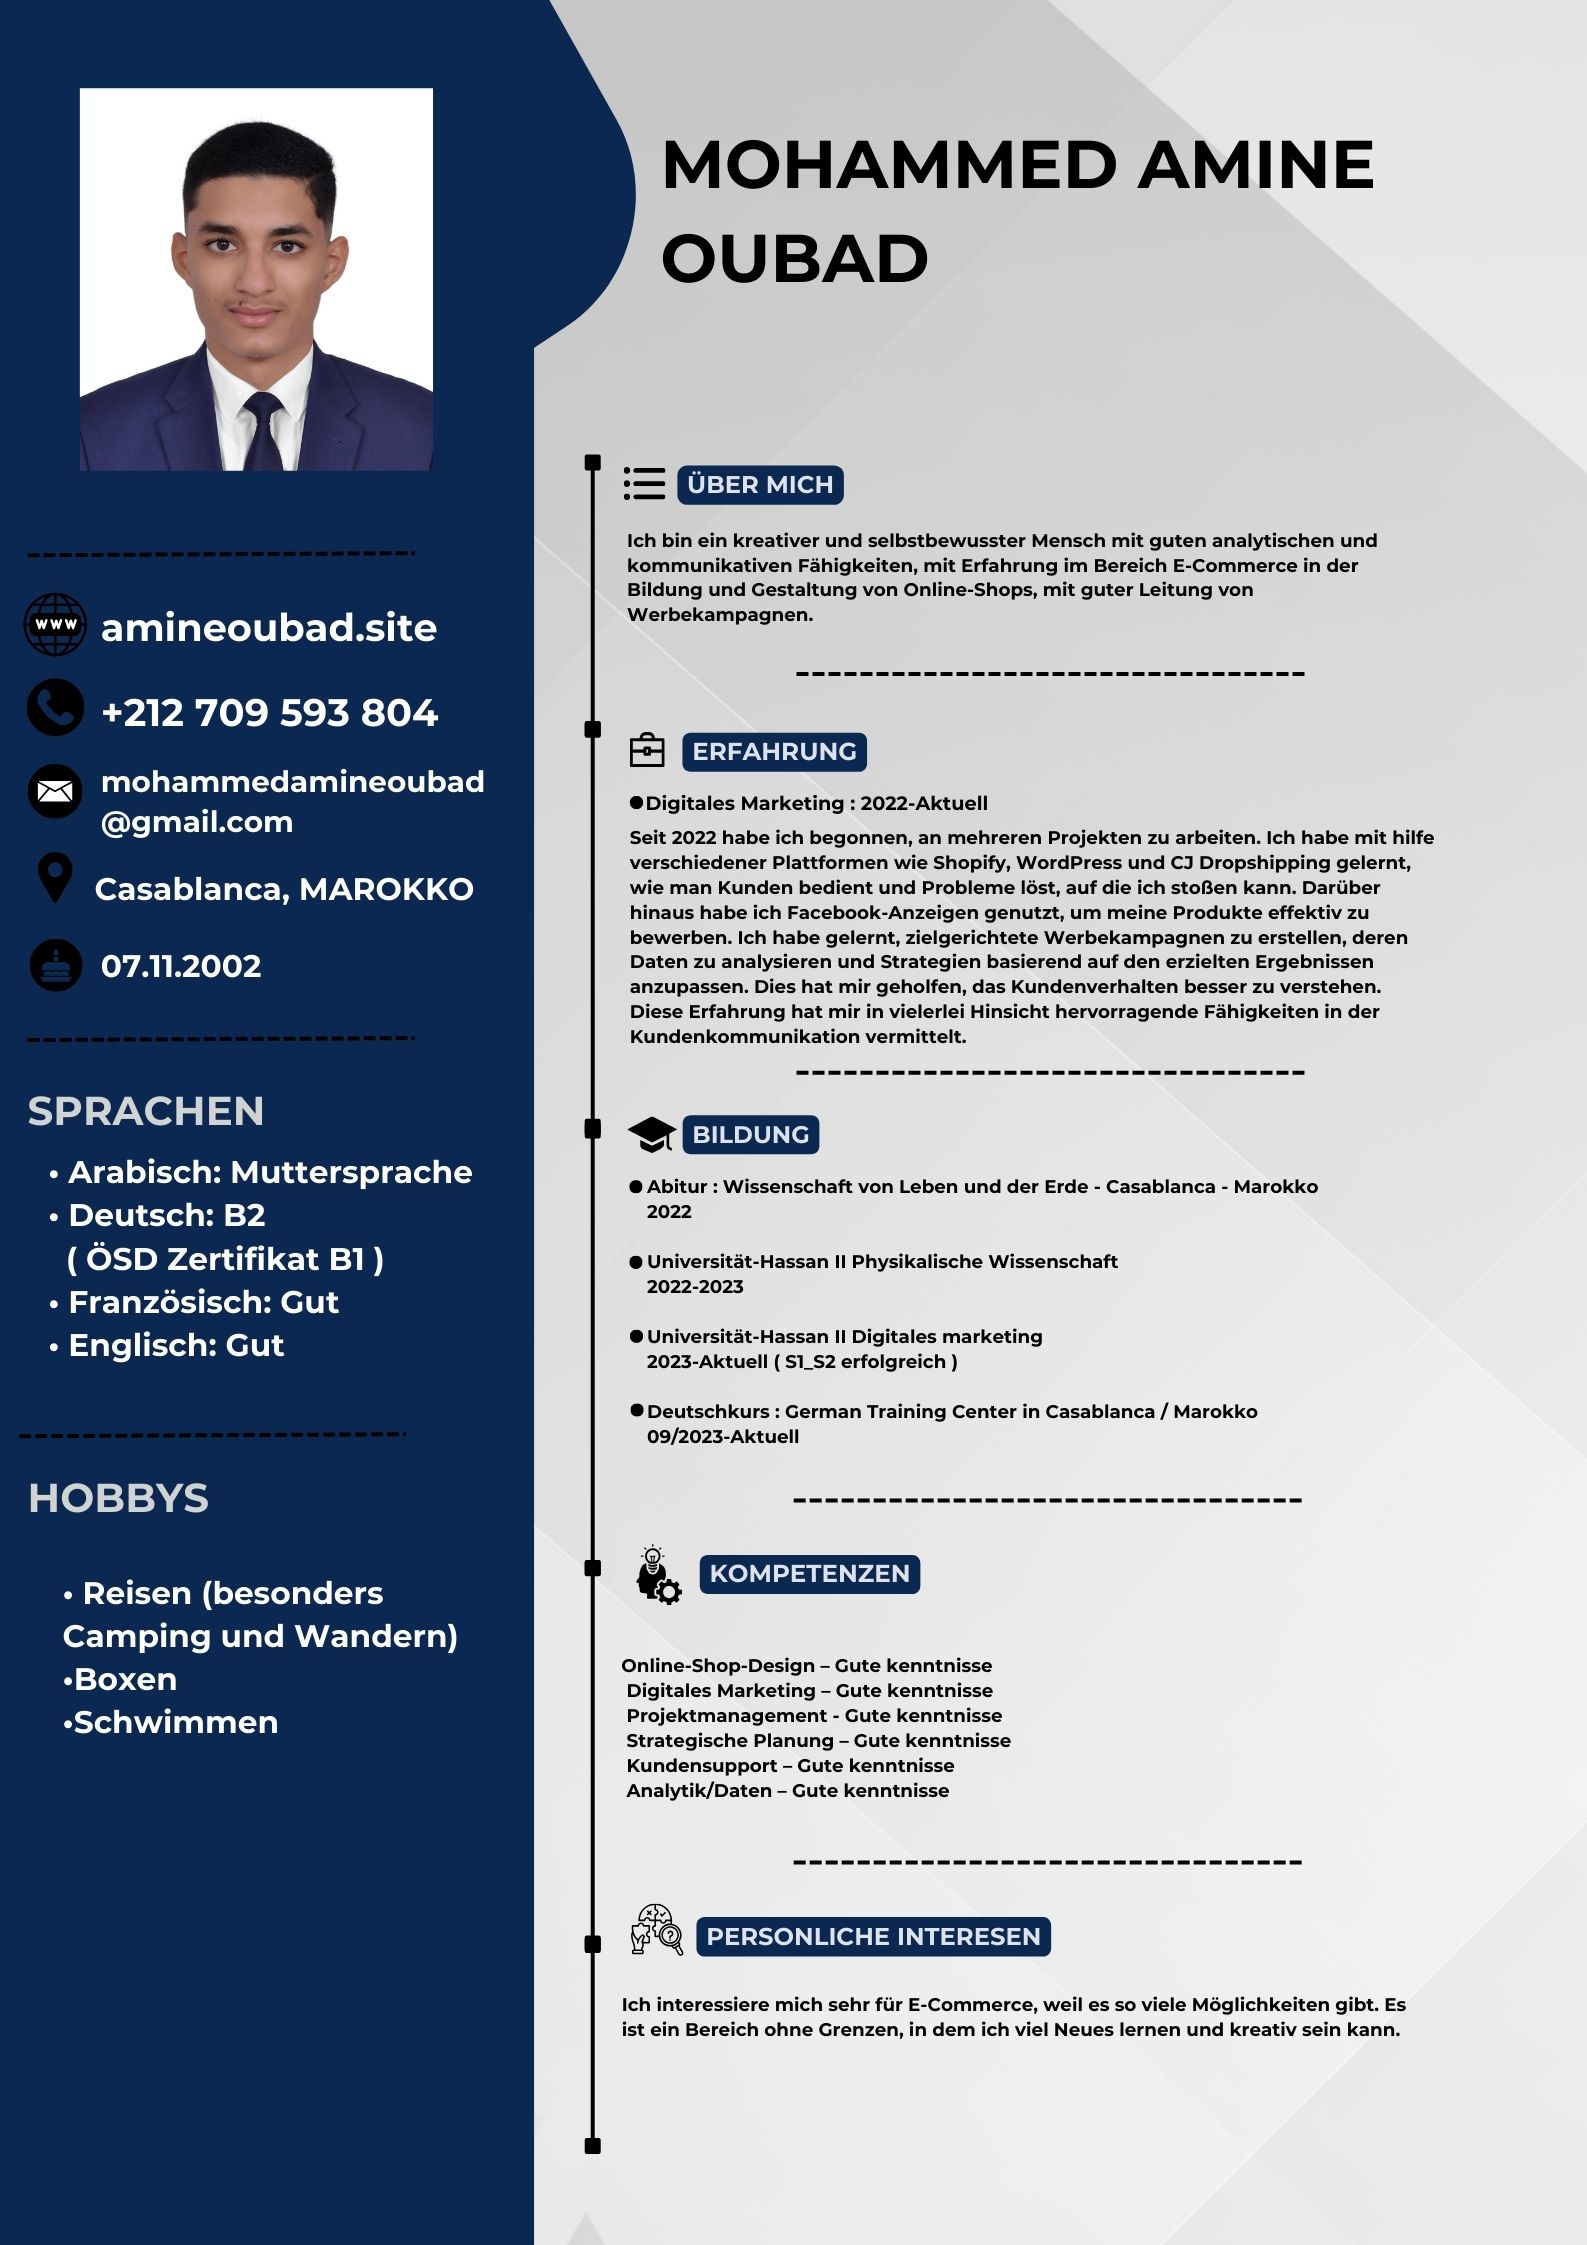 MOHAMMED AMINE
OUBAD
www
amineoubad.site
+212 709 593 804
mohammedamineoubad
@gmail.com
Casablanca, MAROKKO
07.11.2002
SPRACHEN
• Arabisch: Muttersprache
• Deutsch: B2
( ÖSD Zertifikat B1 )
• Französisch: Gut
• Englisch: Gut
HOBBYS
• Reisen (besonders
Camping und Wandern)
•Boxen
•Schwimmen
ÜBER MICH
Ich bin ein kreativer und selbstbewusster Mensch mit guten analytischen und
kommunikativen Fähigkeiten, mit Erfahrung im Bereich E-Commerce in der
Bildung und Gestaltung von Online-Shops, mit guter Leitung von
Werbekampagnen.
ERFAHRUNG
•Digitales Marketing : 2022-Aktuell
Seit 2022 habe ich begonnen, an mehreren Projekten zu arbeiten. Ich habe mit hilfe
verschiedener Plattformen wie Shopify, WordPress und CJ Dropshipping gelernt,
wie man Kunden bedient und Probleme löst, auf die ich stoßen kann. Darüber
hinaus habe ich Facebook-Anzeigen genutzt, um meine Produkte effektiv zu
bewerben. Ich habe gelernt, zielgerichtete Werbekampagnen zu erstellen, deren
Daten zu analysieren und Strategien basierend auf den erzielten Ergebnissen
anzupassen. Dies hat mir geholfen, das Kundenverhalten besser zu verstehen.
Diese Erfahrung hat mir in vielerlei Hinsicht hervorragende Fähigkeiten in der
Kundenkommunikation vermittelt.
BILDUNG
• Abitur : Wissenschaft von Leben und der Erde - Casablanca - Marokko
2022
• Universität-Hassan II Physikalische Wissenschaft
2022-2023
• Universität-Hassan II Digitales marketing
2023-Aktuell ( S1_S2 erfolgreich )
• Deutschkurs : German Training Center in Casablanca / Marokko
09/2023-Aktuell
KOMPETENZEN
Online-Shop-Design – Gute kenntnisse
Digitales Marketing – Gute kenntnisse
Projektmanagement - Gute kenntnisse
Strategische Planung – Gute kenntnisse
Kundensupport – Gute kenntnisse
Analytik/Daten – Gute kenntnisse
PERSONLICHE INTERESEN
Ich interessiere mich sehr für E-Commerce, weil es so viele Möglichkeiten gibt. Es
ist ein Bereich ohne Grenzen, in dem ich viel Neues lernen und kreativ sein kann.